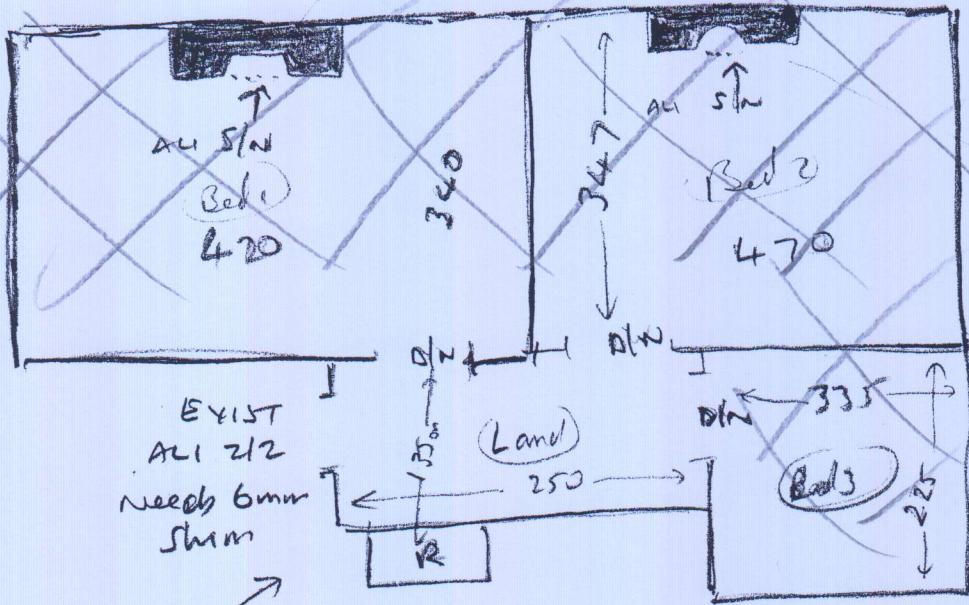 ALI S/N
Bed 1
420
340
347
ALI S/N
Bed 2
470
D/Z
D/N
EXIST
ALI 2/2
Needs 6mm
Shim
Land
250
D/N
335
Bed 3
225
R